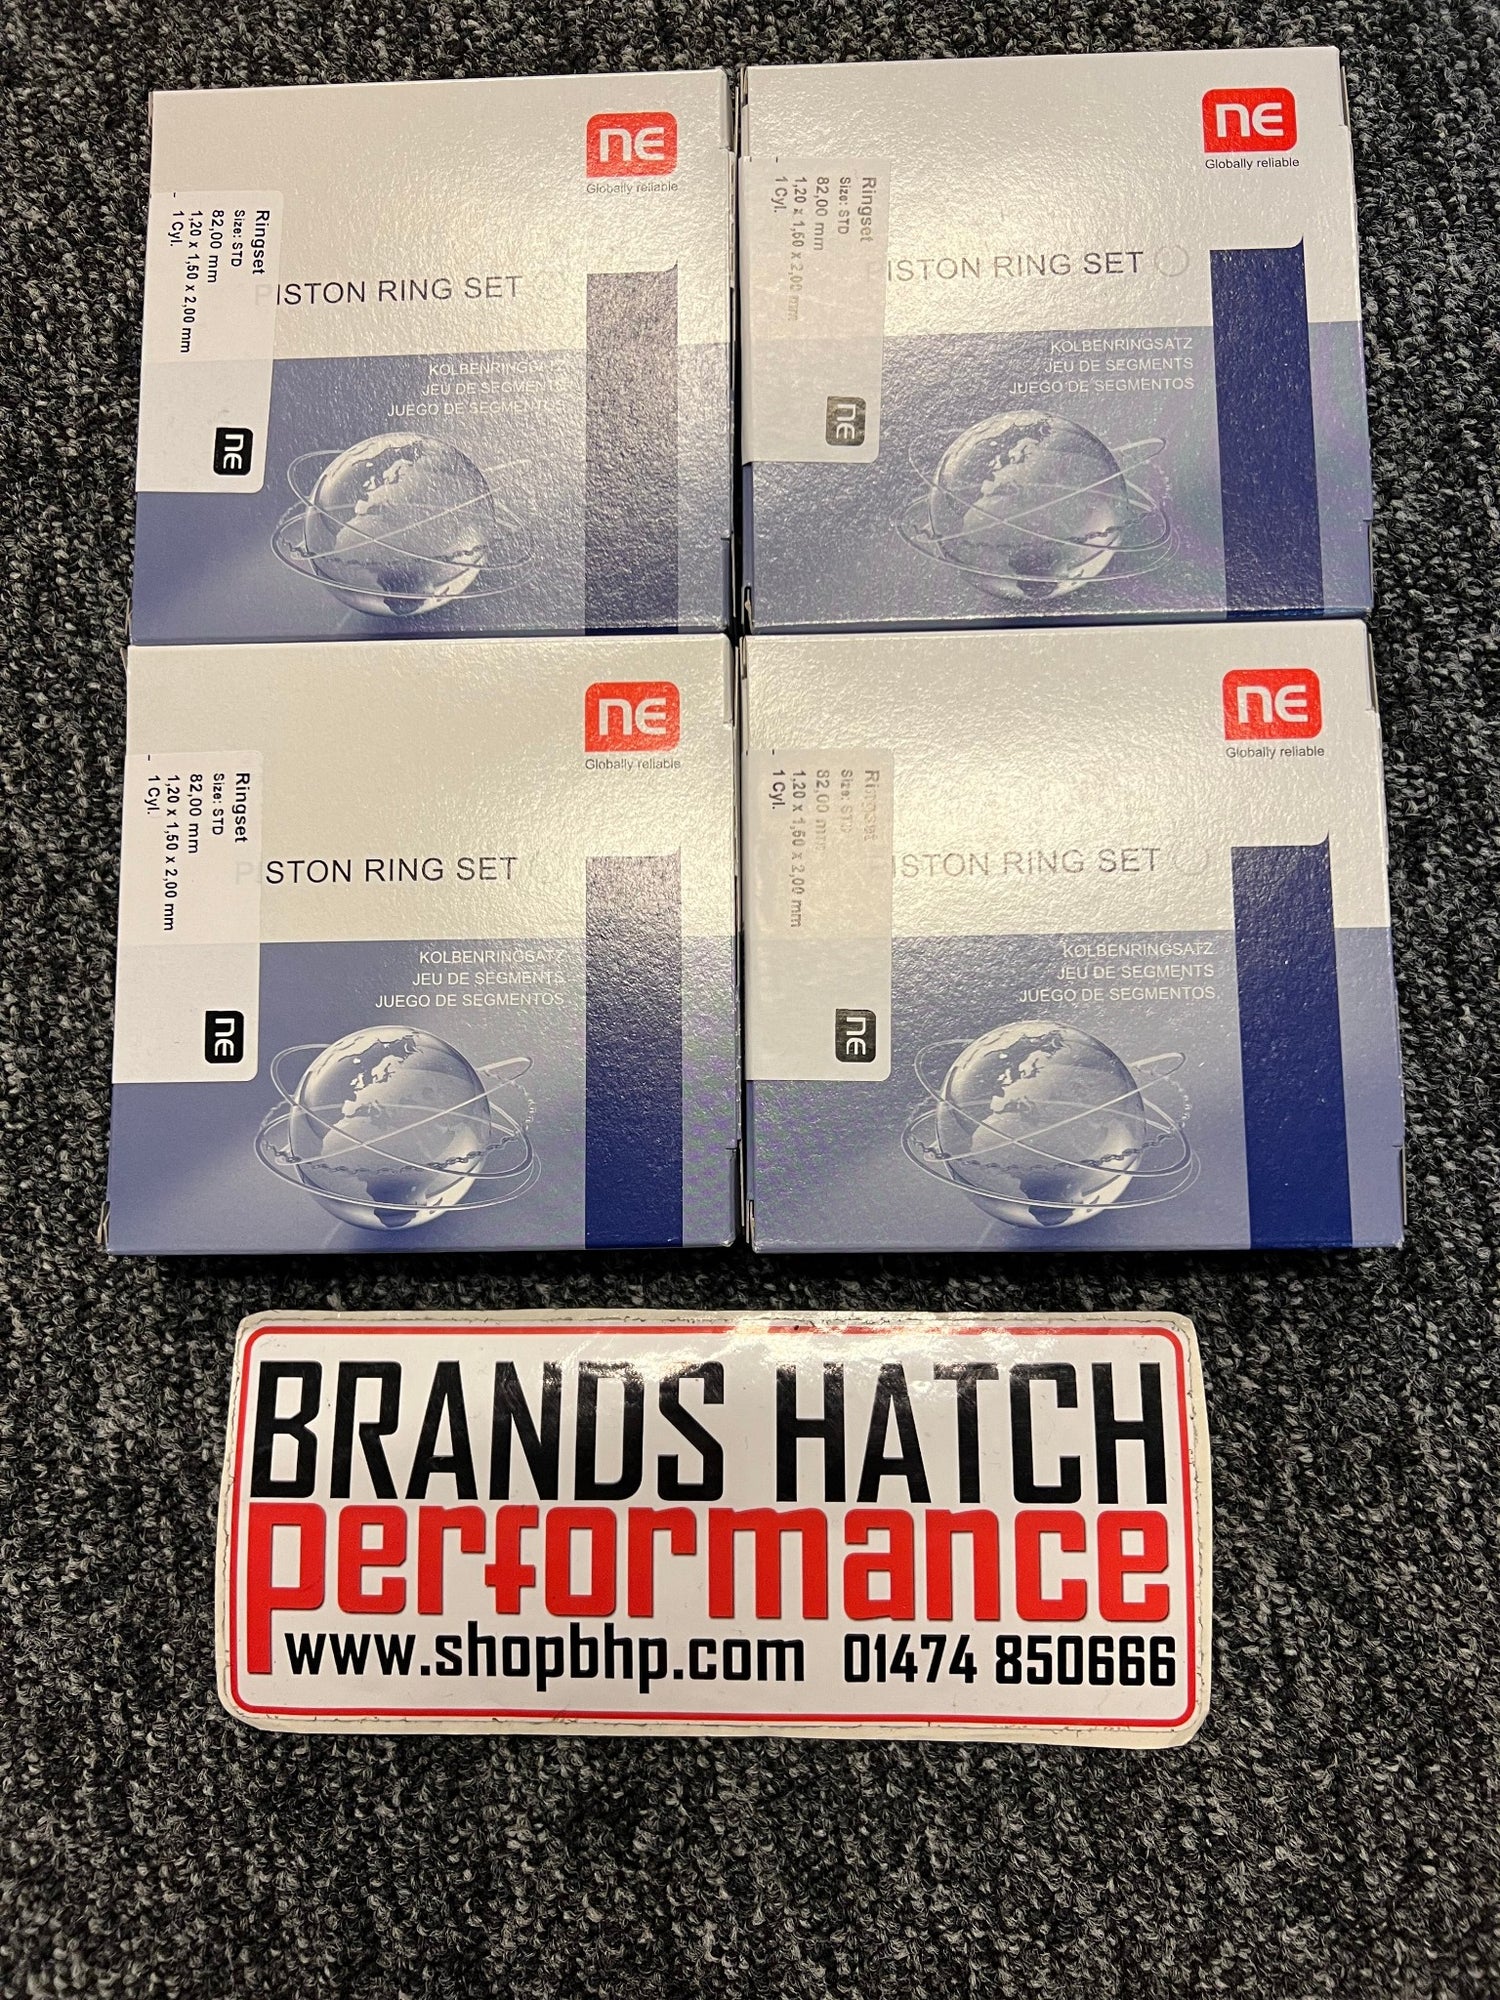 NE
Globally reliable
Ringset
Size: STD
82,00 mm
1,20 x 1,50 x 2,00 mm
1 Cyl.
NE
PISTON RING SET
KOLBENRINGSATZ
JEU DE SEGMENTS
JUEGO DE SEGMENTOS
NE
Globally reliable
Ringset
Size: STD
82,00 mm
1,20 x 1,50 x 2,00 mm
1 Cyl.
NE
PISTON RING SET
KOLBENRINGSATZ
JEU DE SEGMENTS
JUEGO DE SEGMENTOS
NE
Globally reliable
Ringset
Size: STD
82,00 mm
1,20 x 1,50 x 2,00 mm
1 Cyl.
NE
PISTON RING SET
KOLBENRINGSATZ
JEU DE SEGMENTS
JUEGO DE SEGMENTOS
NE
Globally reliable
Ringset
Size: STD
82,00 mm
1,20 x 1,50 x 2,00 mm
1 Cyl.
NE
PISTON RING SET
KOLBENRINGSATZ
JEU DE SEGMENTS
JUEGO DE SEGMENTOS
BRANDS HATCH
performance
www.shopbhp.com 01474 850666